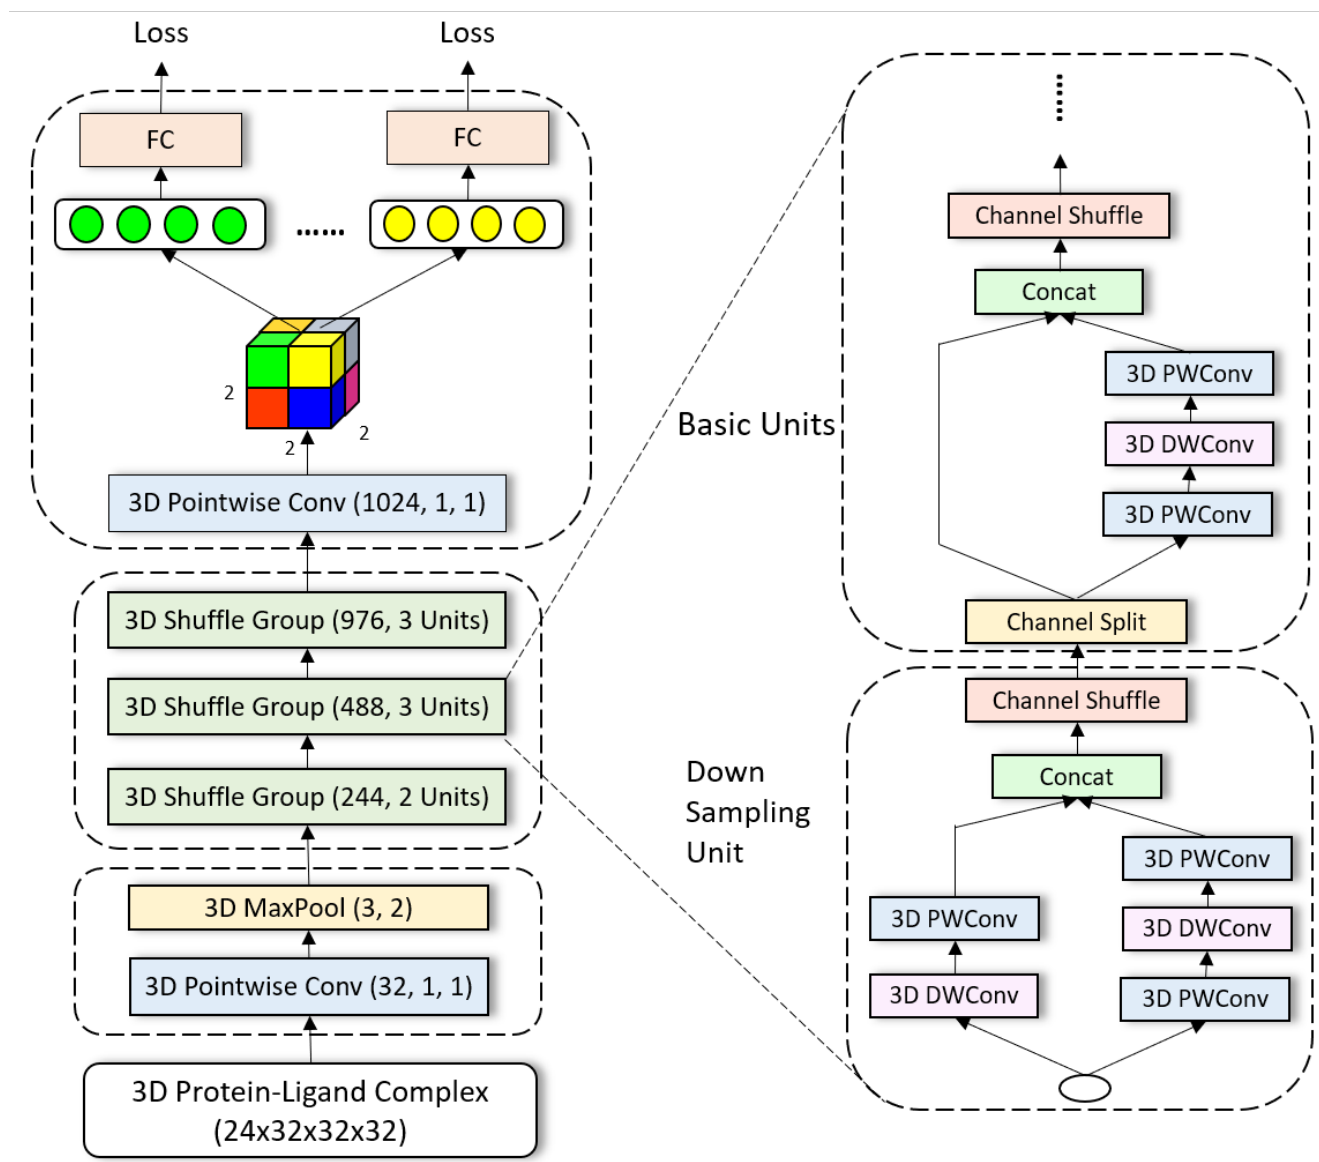 Loss
Loss
FC
FC
......
2
2
2
3D Pointwise Conv (1024, 1, 1)
3D Shuffle Group (976, 3 Units)
3D Shuffle Group (488, 3 Units)
3D Shuffle Group (244, 2 Units)
3D MaxPool (3, 2)
3D Pointwise Conv (32, 1, 1)
3D Protein-Ligand Complex
(24x32x32x32)
Basic Units
Channel Shuffle
Concat
3D PWConv
3D DWConv
3D PWConv
Channel Split
Down
Sampling
Unit
Channel Shuffle
Concat
3D PWConv
3D PWConv
3D DWConv
3D DWConv
3D PWConv